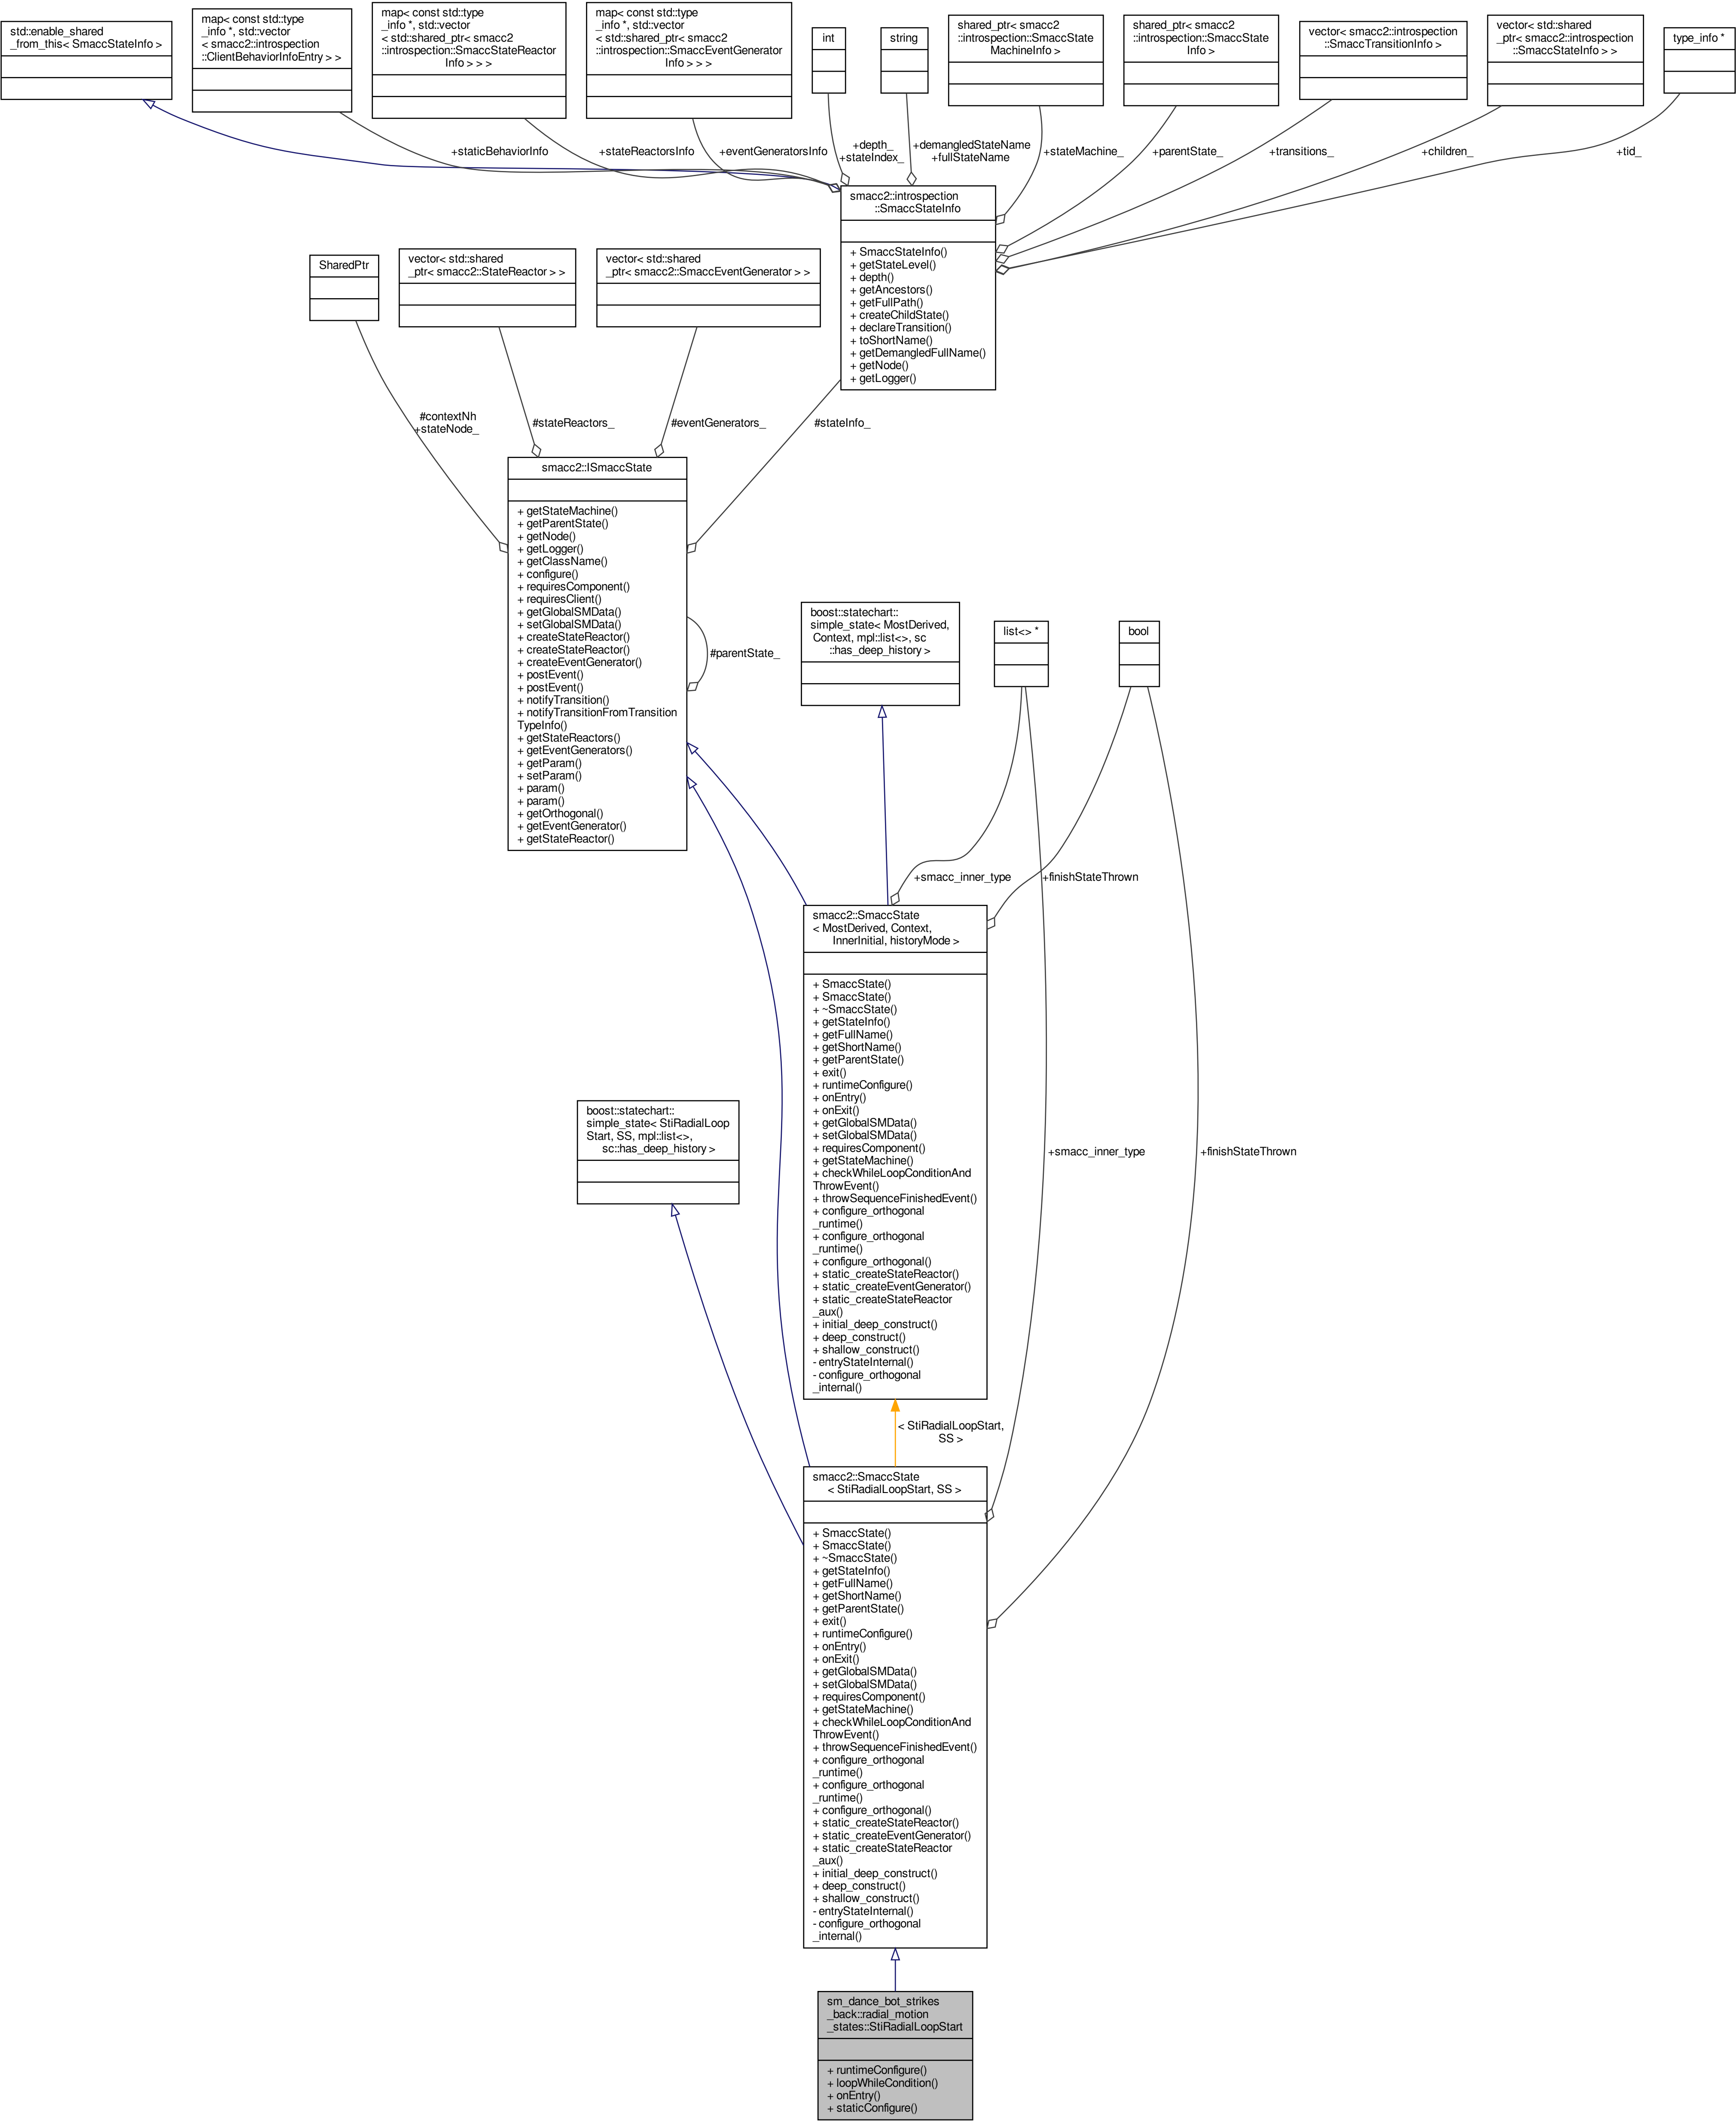 std::enable_shared
_from_this< SmaccStateInfo >
map< const std::type
_info *, std::vector
< smacc2::introspection
::ClientBehaviorInfoEntry > >
map< const std::type
_info *, std::vector
< std::shared_ptr< smacc2
::introspection::SmaccStateReactor
Info > > >
map< const std::type
_info *, std::vector
< std::shared_ptr< smacc2
::introspection::SmaccEventGenerator
Info > > >
int
string
shared_ptr< smacc2
::introspection::SmaccState
MachineInfo >
shared_ptr< smacc2
::introspection::SmaccState
Info >
vector< smacc2::introspection
::SmaccTransitionInfo >
vector< std::shared
_ptr< smacc2::introspection
::SmaccStateInfo > >
type_info *
+staticBehaviorInfo
+stateReactorsInfo
+eventGeneratorsInfo
+depth_
+stateIndex_
+demangledStateName
+fullStateName
+stateMachine_
+parentState_
+transitions_
+children_
+tid_
smacc2::introspection
::SmaccStateInfo
+ SmaccStateInfo()
+ getStateLevel()
+ depth()
+ getAncestors()
+ getFullPath()
+ createChildState()
+ declareTransition()
+ toShortName()
+ getDemangledFullName()
+ getNode()
+ getLogger()
SharedPtr
vector< std::shared
_ptr< smacc2::StateReactor > >
vector< std::shared
_ptr< smacc2::SmaccEventGenerator > >
#contextNh
+stateNode_
#stateReactors_
#eventGenerators_
#stateInfo_
smacc2::ISmaccState
+ getStateMachine()
+ getParentState()
+ getNode()
+ getLogger()
+ getClassName()
+ configure()
+ requiresComponent()
+ requiresClient()
+ getGlobalSMData()
+ setGlobalSMData()
+ createStateReactor()
+ createStateReactor()
+ createEventGenerator()
+ postEvent()
+ postEvent()
+ notifyTransition()
+ notifyTransitionFromTransition
TypeInfo()
+ getStateReactors()
+ getEventGenerators()
+ getParam()
+ setParam()
+ param()
+ param()
+ getOrthogonal()
+ getEventGenerator()
+ getStateReactor()
#parentState_
boost::statechart::
simple_state< MostDerived,
Context, mpl::list<>, sc
::has_deep_history >
list<> *
bool
+smacc_inner_type
+finishStateThrown
smacc2::SmaccState
< MostDerived, Context,
InnerInitial, historyMode >
+ SmaccState()
+ SmaccState()
+ ~SmaccState()
+ getStateInfo()
+ getFullName()
+ getShortName()
+ getParentState()
+ exit()
+ runtimeConfigure()
+ onEntry()
+ onExit()
+ getGlobalSMData()
+ setGlobalSMData()
+ requiresComponent()
+ getStateMachine()
+ checkWhileLoopConditionAnd
ThrowEvent()
+ throwSequenceFinishedEvent()
+ configure_orthogonal
_runtime()
+ configure_orthogonal
_runtime()
+ configure_orthogonal()
+ static_createStateReactor()
+ static_createEventGenerator()
+ static_createStateReactor
_aux()
+ initial_deep_construct()
+ deep_construct()
+ shallow_construct()
- entryStateInternal()
- configure_orthogonal
_internal()
boost::statechart::
simple_state< StiRadialLoop
Start, SS, mpl::list<>,
sc::has_deep_history >
+smacc_inner_type
+finishStateThrown
< StiRadialLoopStart,
SS >
smacc2::SmaccState
< StiRadialLoopStart, SS >
+ SmaccState()
+ SmaccState()
+ ~SmaccState()
+ getStateInfo()
+ getFullName()
+ getShortName()
+ getParentState()
+ exit()
+ runtimeConfigure()
+ onEntry()
+ onExit()
+ getGlobalSMData()
+ setGlobalSMData()
+ requiresComponent()
+ getStateMachine()
+ checkWhileLoopConditionAnd
ThrowEvent()
+ throwSequenceFinishedEvent()
+ configure_orthogonal
_runtime()
+ configure_orthogonal
_runtime()
+ configure_orthogonal()
+ static_createStateReactor()
+ static_createEventGenerator()
+ static_createStateReactor
_aux()
+ initial_deep_construct()
+ deep_construct()
+ shallow_construct()
- entryStateInternal()
- configure_orthogonal
_internal()
sm_dance_bot_strikes
_back::radial_motion
_states::StiRadialLoopStart
+ runtimeConfigure()
+ loopWhileCondition()
+ onEntry()
+ staticConfigure()